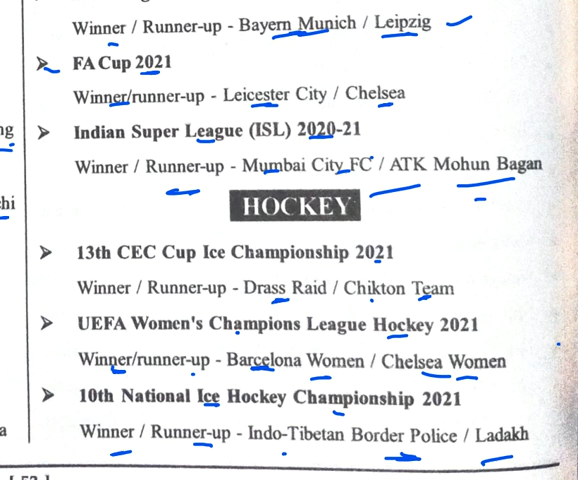 Winner / Runner-up - Bayern Munich / Leipzig
➢ FA Cup 2021
Winner/runner-up - Leicester City / Chelsea
➢ Indian Super League (ISL) 2020-21
Winner / Runner-up - Mumbai City FC / ATK Mohun Bagan
HOCKEY
➢ 13th CEC Cup Ice Championship 2021
Winner / Runner-up - Drass Raid / Chikton Team
➢ UEFA Women's Champions League Hockey 2021
Winner/runner-up - Barcelona Women / Chelsea Women
➢ 10th National Ice Hockey Championship 2021
Winner / Runner-up - Indo-Tibetan Border Police / Ladakh